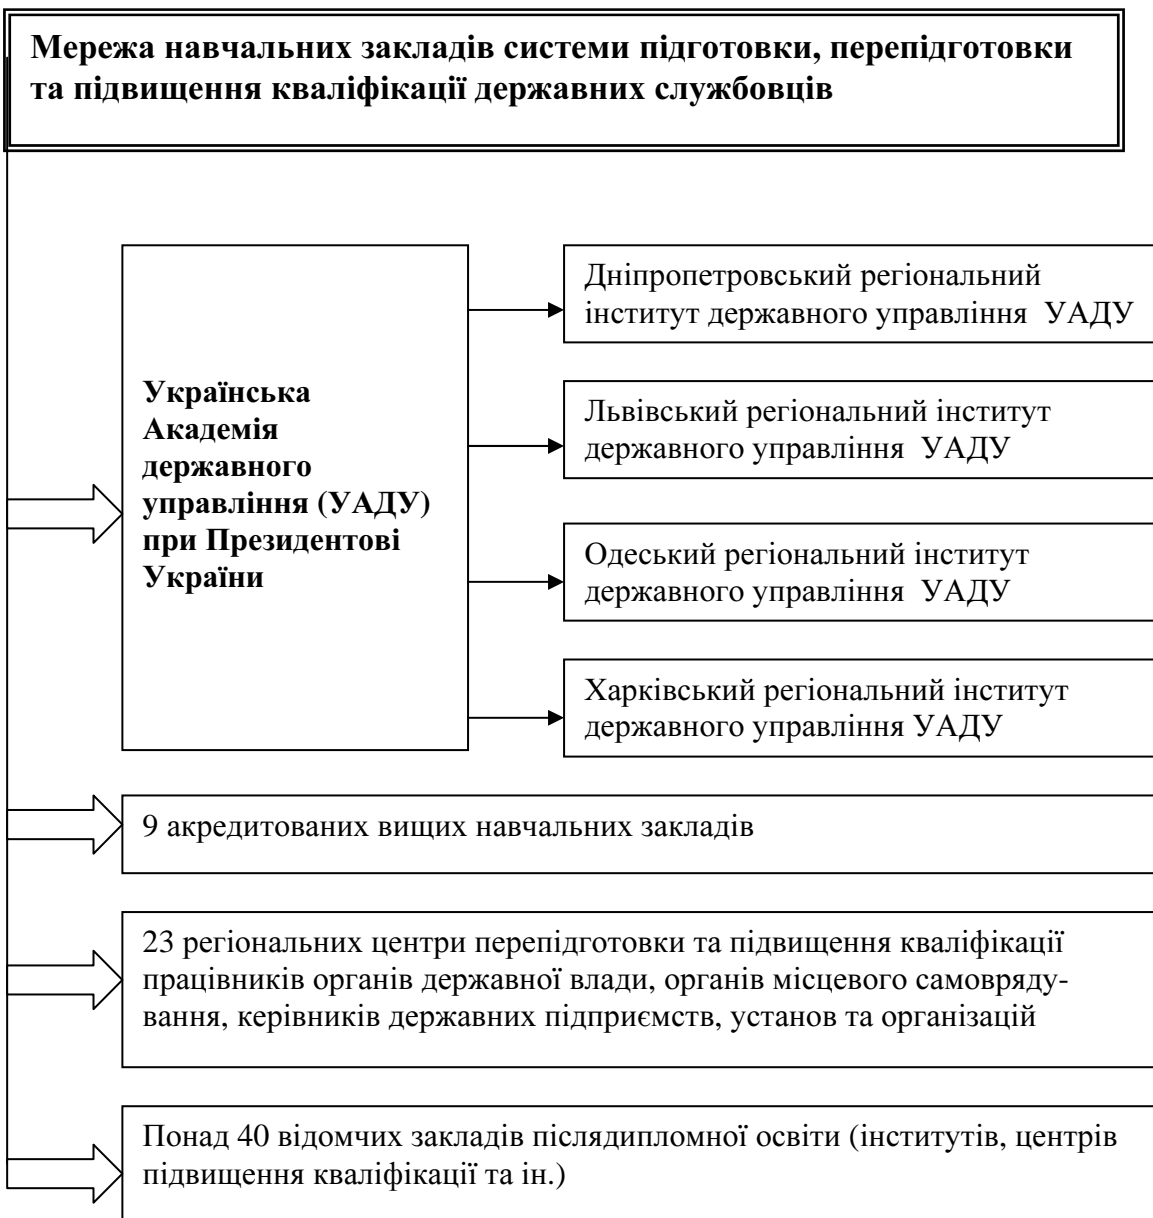 Мережа навчальних закладів системи підготовки, перепідготовки
та підвищення кваліфікації державних службовців
Українська
Академія
державного
управління (УАДУ)
при Президентові
України
Дніпропетровський регіональний
інститут державного управління УАДУ
Львівський регіональний інститут
державного управління УАДУ
Одеський регіональний інститут
державного управління УАДУ
Харківський регіональний інститут
державного управління УАДУ
9 акредитованих вищих навчальних закладів
23 регіональних центри перепідготовки та підвищення кваліфікації
працівників органів державної влади, органів місцевого самовряду-
вання, керівників державних підприємств, установ та організацій
Понад 40 відомчих закладів післядипломної освіти (інститутів, центрів
підвищення кваліфікації та ін.)